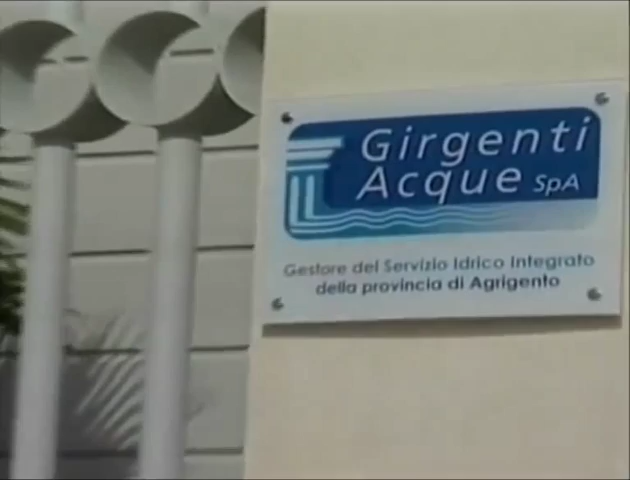 Girgenti
Acque SpA
Gestore del Servizio Idrico Integrato
della provincia di Agrigento